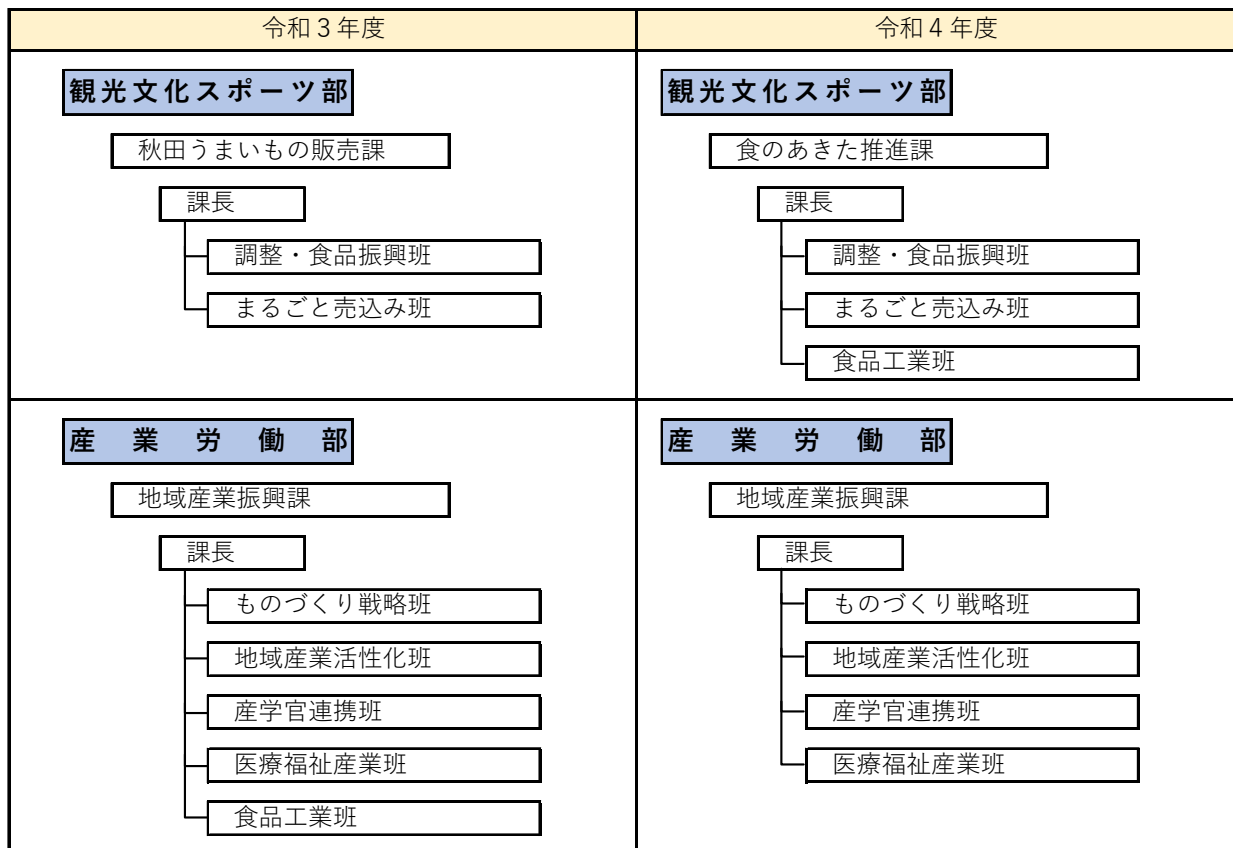 令和３年度
令和４年度
観光文化スポーツ部
秋田うまいもの販売課
課長
調整・食品振興班
まるごと売込み班
観光文化スポーツ部
食のあきた推進課
課長
調整・食品振興班
まるごと売込み班
食品工業班
産業労働部
地域産業振興課
課長
ものづくり戦略班
地域産業活性化班
産学官連携班
医療福祉産業班
食品工業班
産業労働部
地域産業振興課
課長
ものづくり戦略班
地域産業活性化班
産学官連携班
医療福祉産業班